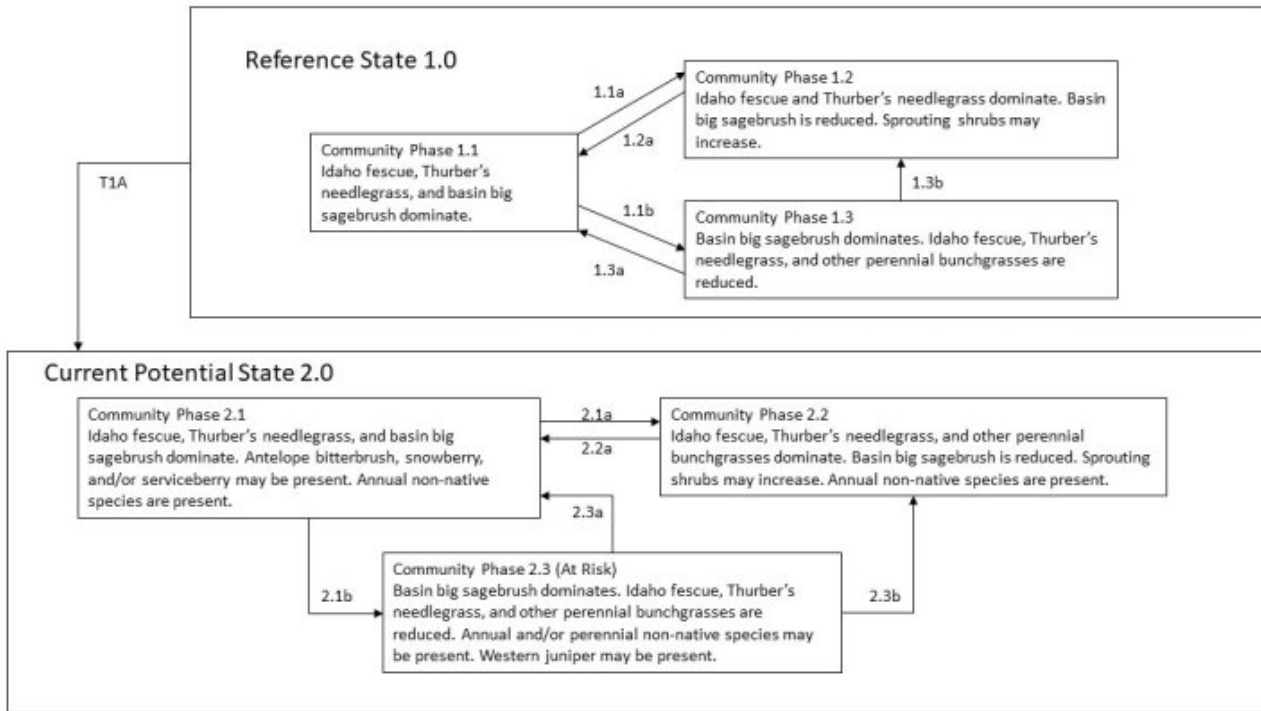 Reference State 1.0
Community Phase 1.2
Idaho fescue and Thurber's needlegrass dominate. Basin
big sagebrush is reduced. Sprouting shrubs may
increase.
1.1a
1.2a
Community Phase 1.1
Idaho fescue, Thurber's
needlegrass, and basin big
sagebrush dominate.
T1A
1.3b
1.1b
1.3a
Community Phase 1.3
Basin big sagebrush dominates. Idaho fescue, Thurber's
needlegrass, and other perennial bunchgrasses are
reduced.
Current Potential State 2.0
Community Phase 2.1
Idaho fescue, Thurber's needlegrass, and basin big
sagebrush dominate. Antelope bitterbrush, snowberry,
and/or serviceberry may be present. Annual non-native
species are present.
2.1a
2.2a
Community Phase 2.2
Idaho fescue, Thurber's needlegrass, and other perennial
bunchgrasses dominate. Basin big sagebrush is reduced. Sprouting
shrubs may increase. Annual non-native species are present.
2.3a
2.1b
Community Phase 2.3 (At Risk)
Basin big sagebrush dominates. Idaho fescue, Thurber's
needlegrass, and other perennial bunchgrasses are
reduced. Annual and/or perennial non-native species may
be present. Western juniper may be present.
2.3b